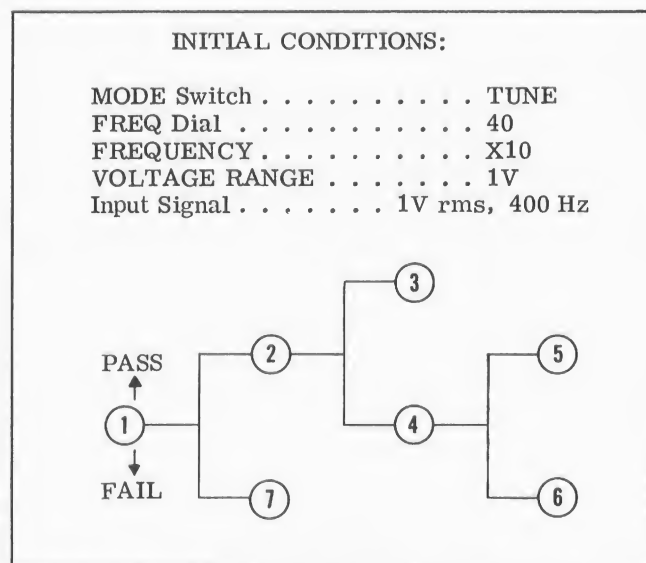 INITIAL CONDITIONS:
MODE Switch . . . . . . . . . . . TUNE
FREQ Dial . . . . . . . . . . . 40
FREQUENCY . . . . . . . . . . X10
VOLTAGE RANGE . . . . . . . 1V
Input Signal . . . . . . . 1V rms, 400 Hz
3
2
5
PASS
1
4
FAIL
7
6